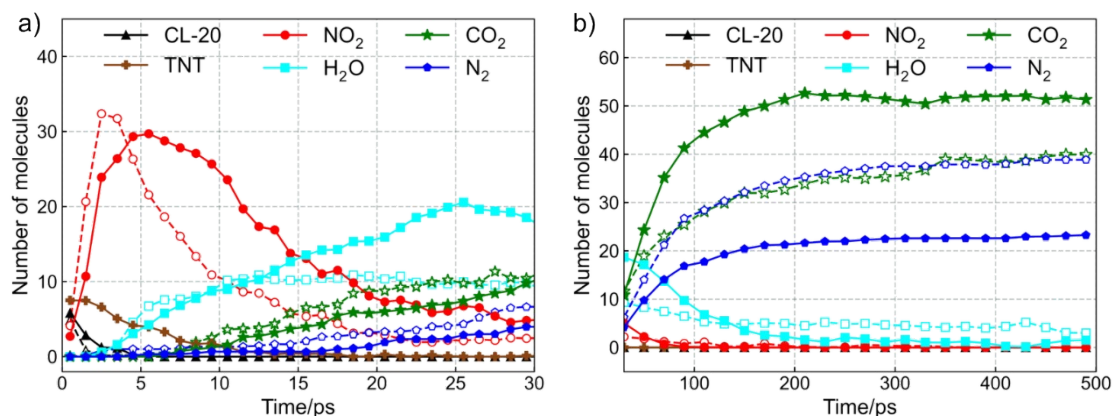 a)
CL-20 NO₂ CO₂
TNT H₂O N₂
Number of molecules
40
30
20
10
0
0 5 10 15 20 25 30
Time/ps
b)
CL-20 NO₂ CO₂
TNT H₂O N₂
Number of molecules
60
50
40
30
20
10
0
100 200 300 400 500
Time/ps